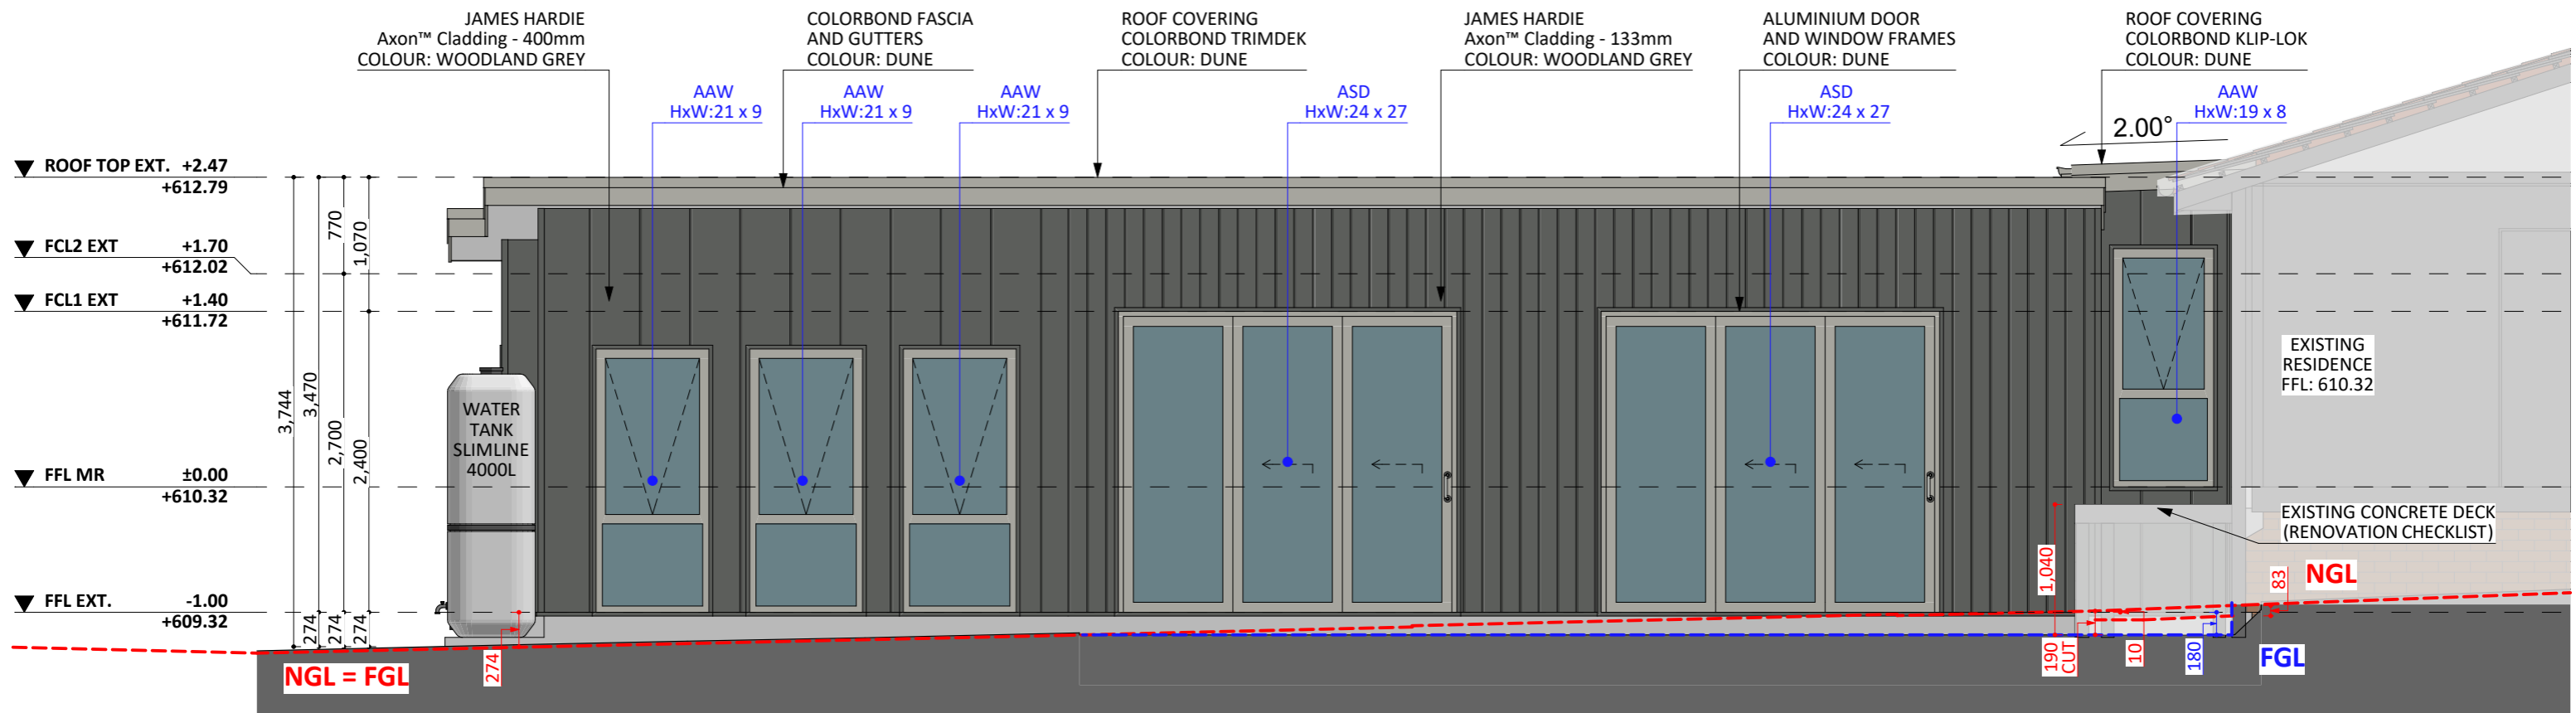 JAMES HARDIE
Axon™ Cladding - 400mm
COLOUR: WOODLAND GREY
COLORBOND FASCIA
AND GUTTERS
COLOUR: DUNE
ROOF COVERING
COLORBOND TRIMDEK
COLOUR: DUNE
JAMES HARDIE
Axon™ Cladding - 133mm
COLOUR: WOODLAND GREY
ALUMINIUM DOOR
AND WINDOW FRAMES
COLOUR: DUNE
ROOF COVERING
COLORBOND KLIP-LOK
COLOUR: DUNE
AAW
HxW:21 x 9
AAW
HxW:21 x 9
AAW
HxW:21 x 9
ASD
HxW:24 x 27
ASD
HxW:24 x 27
AAW
HxW:19 x 8
2.00°
ROOF TOP EXT. +2.47
+612.79
FCL2 EXT +1.70
+612.02
FCL1 EXT +1.40
+611.72
FFL MR ±0.00
+610.32
FFL EXT. -1.00
+609.32
3,744
3,470
770
2,700
1,070
2,400
274
274
274
WATER
TANK
SLIMLINE
4000L
EXISTING
RESIDENCE
FFL: 610.32
EXISTING CONCRETE DECK
(RENOVATION CHECKLIST)
NGL = FGL
274
1,040
190
CUT
10
180
83
NGL
FGL